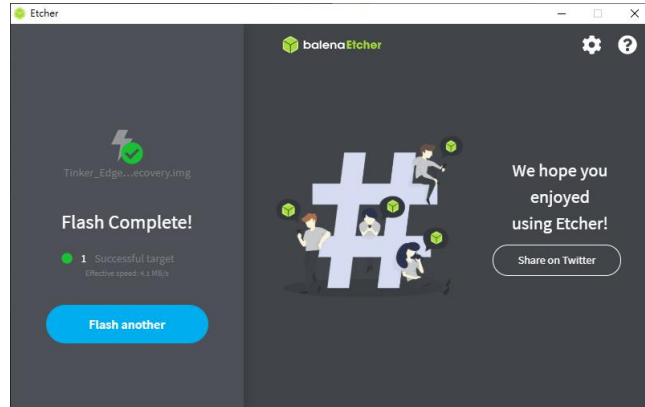 Etcher
balenaEtcher
Tinker_Edge...ecovery.img
Flash Complete!
1 Successful target
Effective speed: 4.1 MB/s
Flash another
We hope you
enjoyed
using Etcher!
Share on Twitter